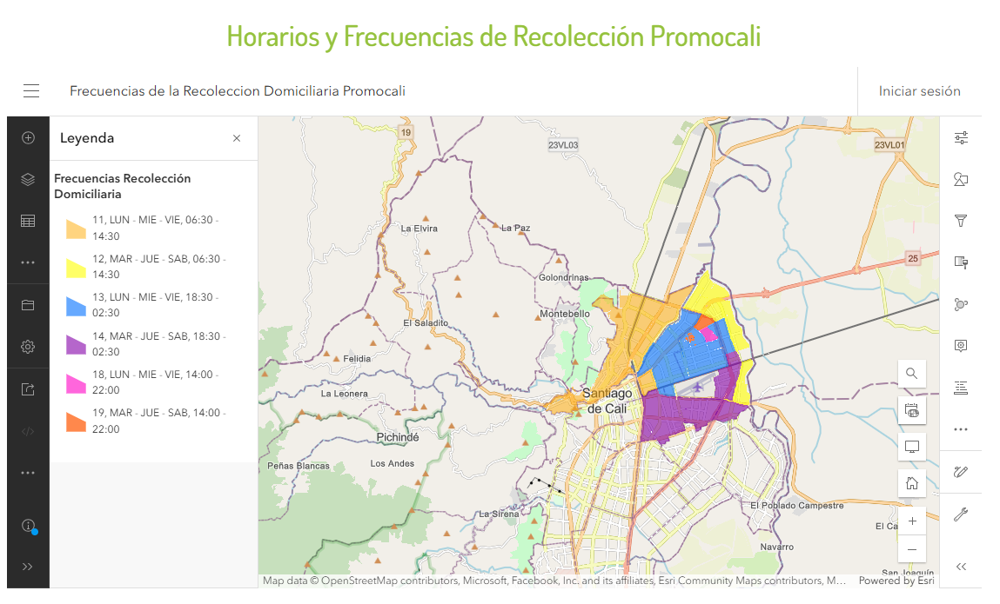 Horarios y Frecuencias de Recolección Promocali
Frecuencias de la Recoleccion Domiciliaria Promocali
Iniciar sesión
Leyenda
Frecuencias Recolección
Domiciliaria
11, LUN - MIE - VIE, 06:30 -
14:30
12, MAR - JUE - SAB, 06:30 -
14:30
13, LUN - MIE - VIE, 18:30 -
02:30
14, MAR - JUE - SAB, 18:30 -
02:30
18, LUN - MIE - VIE, 14:00 -
22:00
19, MAR - JUE - SAB, 14:00 -
22:00
19
23VL03
23VL01
La Elvira
La Paz
25
Golondrinas
Montebello
El Saladito
Felidia
La Leonera
Santiago
de Cali
Pichindé
Peñas Blancas
Los Andes
La Sirena
El Poblado Campestre
El Ca
Navarro
San Joaquín
Map data © OpenStreetMap contributors, Microsoft, Facebook, Inc. and its affiliates, Esri Community Maps contributors, M...
Powered by Esri